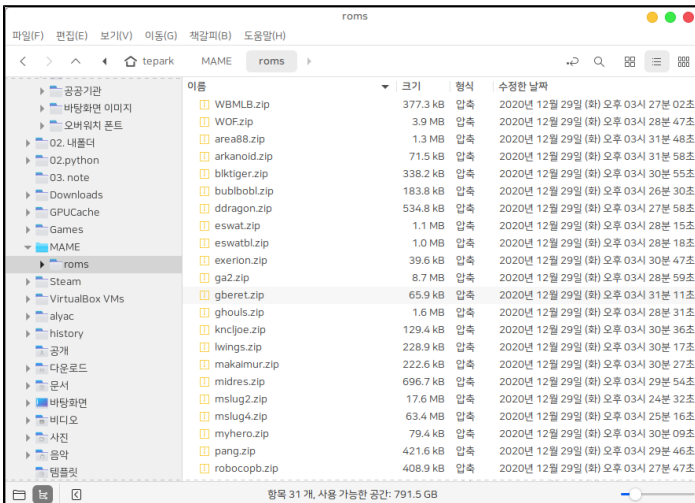 roms
파일(F) 편집(E) 보기(V) 이동(G) 책갈피(B) 도움말(H)
tepark MAME roms
공공기관
바탕화면 이미지
오버워치 폰트
02. 내폴더
02.python
03. note
Downloads
GPUCache
Games
MAME
roms
Steam
VirtualBox VMs
alyac
history
공개
다운로드
문서
바탕화면
비디오
사진
음악
템플릿
이름 크기 형식 수정한 날짜
WBMLB.zip 377.3 kB 압축 2020년 12월 29일 (화) 오후 03시 27분 02초
WOF.zip 3.9 MB 압축 2020년 12월 29일 (화) 오후 03시 28분 47초
area88.zip 1.3 MB 압축 2020년 12월 29일 (화) 오후 03시 31분 48초
arkanoid.zip 71.5 kB 압축 2020년 12월 29일 (화) 오후 03시 31분 58초
blktiger.zip 338.2 kB 압축 2020년 12월 29일 (화) 오후 03시 30분 55초
bublbobl.zip 183.8 kB 압축 2020년 12월 29일 (화) 오후 03시 26분 30초
ddragon.zip 534.8 kB 압축 2020년 12월 29일 (화) 오후 03시 27분 58초
eswat.zip 1.1 MB 압축 2020년 12월 29일 (화) 오후 03시 28분 15초
eswatbl.zip 1.0 MB 압축 2020년 12월 29일 (화) 오후 03시 28분 18초
exerion.zip 39.6 kB 압축 2020년 12월 29일 (화) 오후 03시 30분 47초
ga2.zip 8.7 MB 압축 2020년 12월 29일 (화) 오후 03시 28분 59초
gberet.zip 65.9 kB 압축 2020년 12월 29일 (화) 오후 03시 31분 11초
ghouls.zip 1.6 MB 압축 2020년 12월 29일 (화) 오후 03시 28분 31초
kncljoe.zip 129.4 kB 압축 2020년 12월 29일 (화) 오후 03시 30분 36초
lwings.zip 228.9 kB 압축 2020년 12월 29일 (화) 오후 03시 30분 17초
makaimur.zip 222.6 kB 압축 2020년 12월 29일 (화) 오후 03시 30분 27초
midres.zip 696.7 kB 압축 2020년 12월 29일 (화) 오후 03시 29분 54초
mslug2.zip 17.6 MB 압축 2020년 12월 29일 (화) 오후 03시 24분 32초
mslug4.zip 63.4 MB 압축 2020년 12월 29일 (화) 오후 03시 25분 16초
myhero.zip 79.4 kB 압축 2020년 12월 29일 (화) 오후 03시 30분 09초
pang.zip 421.6 kB 압축 2020년 12월 29일 (화) 오후 03시 29분 46초
robocopb.zip 408.9 kB 압축 2020년 12월 29일 (화) 오후 03시 27분 47초
항목 31 개, 사용 가능한 공간: 791.5 GB